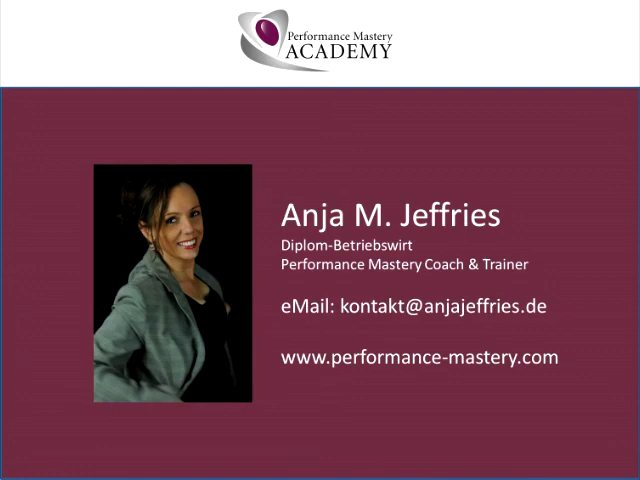 Performance Mastery
ACADEMY
Anja M. Jeffries
Diplom-Betriebswirt
Performance Mastery Coach & Trainer
eMail: kontakt@anjajeffries.de
www.performance-mastery.com